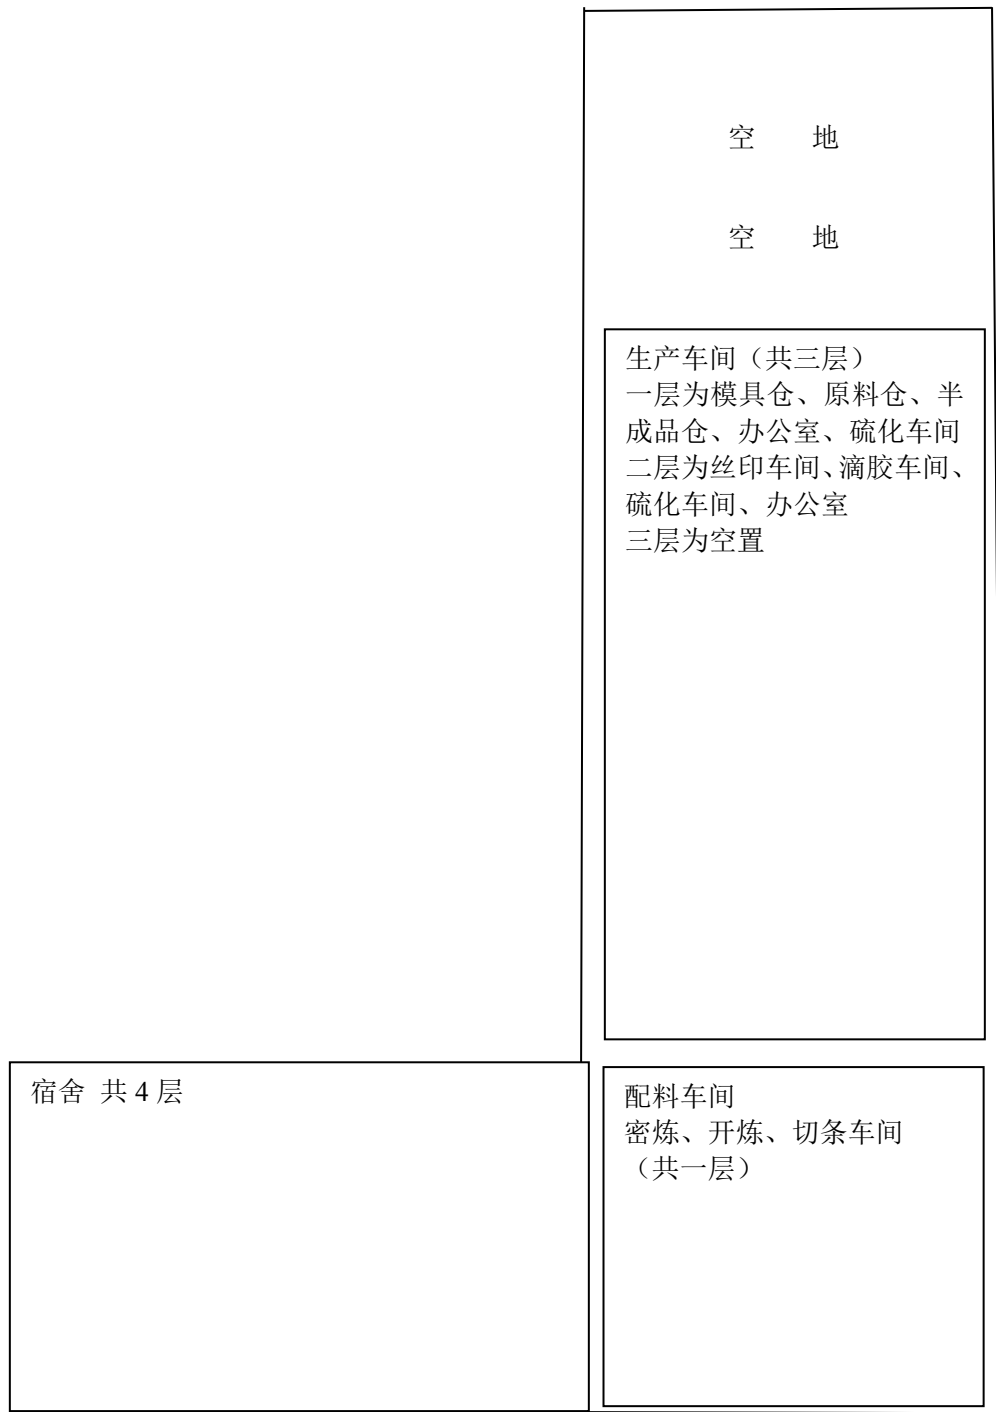 空　　地
空　　地
生产车间（共三层）
一层为模具仓、原料仓、半
成品仓、办公室、硫化车间
二层为丝印车间、滴胶车间、
硫化车间、办公室
三层为空置
宿舍 共 4 层
配料车间
密炼、开炼、切条车间
（共一层）